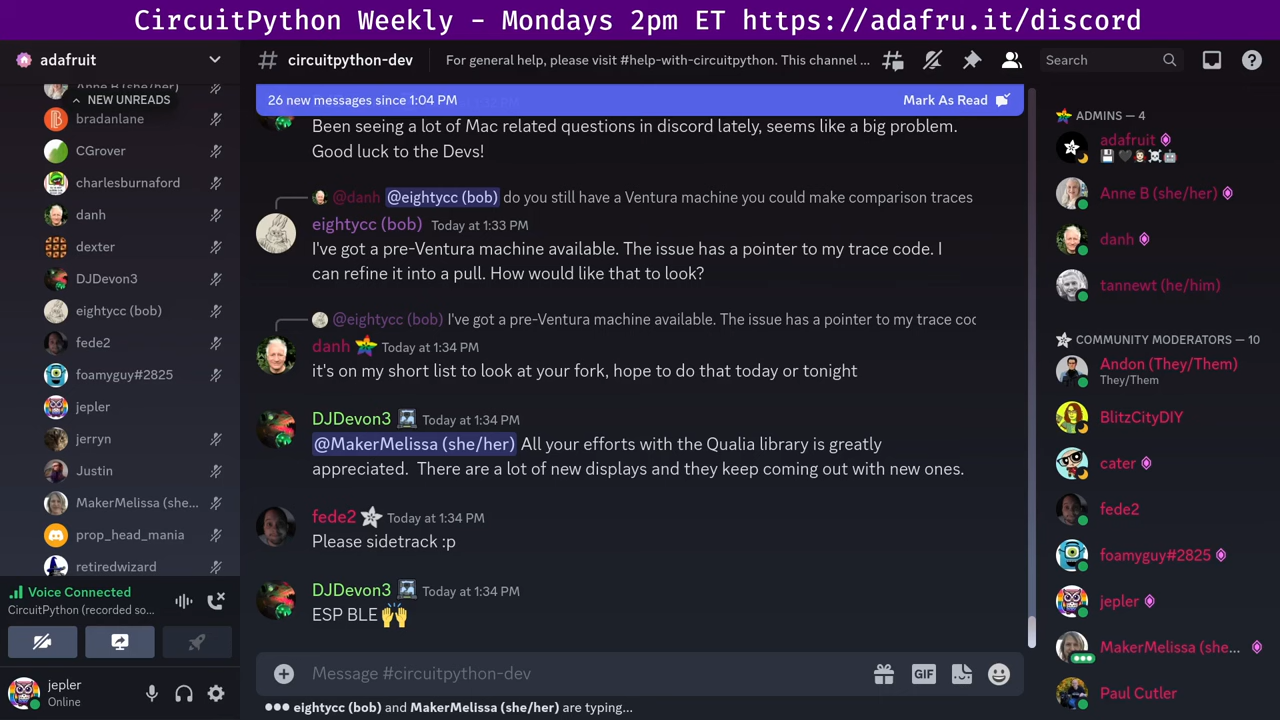 CircuitPython Weekly - Mondays 2pm ET https://adafru.it/discord
adafruit
Anne B (she/her)
NEW UNREADS
bradanlane
CGrover
charlesburnaford
danh
dexter
DJDevon3
eightycc (bob)
fede2
foamyguy#2825
jepler
jerryn
Justin
MakerMelissa (she...
prop_head_mania
retiredwizard
Voice Connected
CircuitPython (recorded so...
jepler
Online
# circuitpython-dev
For general help, please visit #help-with-circuitpython. This channel ...
Search
26 new messages since 1:04 PM
Mark As Read
Been seeing a lot of Mac related questions in discord lately, seems like a big problem.
Good luck to the Devs!
@danh @eightycc (bob) do you still have a Ventura machine you could make comparison traces
eightycc (bob) Today at 1:33 PM
I've got a pre-Ventura machine available. The issue has a pointer to my trace code. I
can refine it into a pull. How would like that to look?
@eightycc (bob) I've got a pre-Ventura machine available. The issue has a pointer to my trace coc
danh Today at 1:34 PM
it's on my short list to look at your fork, hope to do that today or tonight
DJDevon3 Today at 1:34 PM
@MakerMelissa (she/her) All your efforts with the Qualia library is greatly
appreciated. There are a lot of new displays and they keep coming out with new ones.
fede2 Today at 1:34 PM
Please sidetrack :p
DJDevon3 Today at 1:34 PM
ESP BLE🙌
Message #circuitpython-dev
GIF
eightycc (bob) and MakerMelissa (she/her) are typing...
ADMINS — 4
adafruit
Anne B (she/her)
danh
tannewt (he/him)
COMMUNITY MODERATORS — 10
Andon (They/Them)
They/Them
BlitzCityDIY
cater
fede2
foamyguy#2825
jepler
MakerMelissa (she...
Paul Cutler